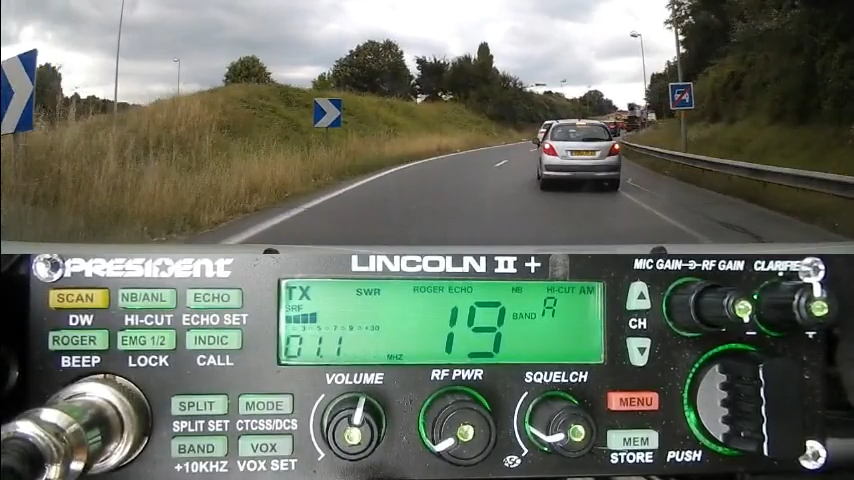 PRESIDENT
LINCOLN II +
MIC GAIN RF GAIN CLARIFIER
SCAN NB/ANL ECHO
DW HI-CUT ECHO SET
ROGER EMG 1/2 INDIC
BEEP LOCK CALL
TX SWR ROGER ECHO NB HI-CUT AM
SRF
19 BAND A
01.1 MHZ
CH
VOLUME RF PWR SQUELCH
SPLIT MODE
SPLIT SET CTCSS/DCS
BAND VOX
+10KHZ VOX SET
MENU
MEM
STORE PUSH
ASC